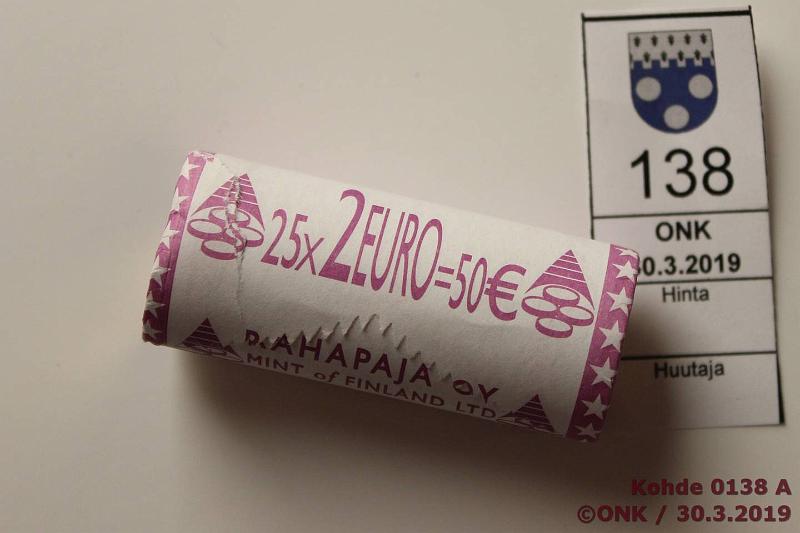 25x2EURO=50€
RAHAPAJA OY
MINT of FINLAND LTD
138
ONK
30.3.2019
Hinta
Huutaja
Kohde 0138 A
©ONK / 30.3.2019